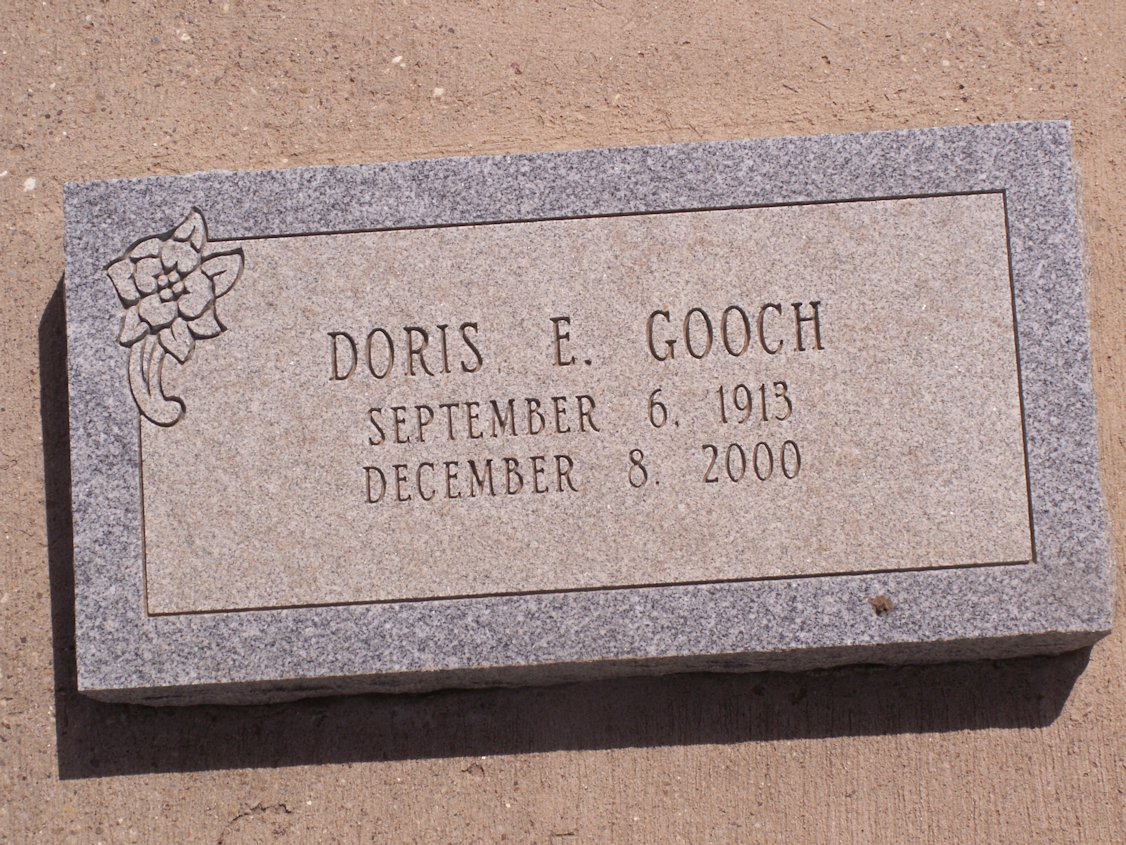 DORIS E. GOOCH
SEPTEMBER 6, 1913
DECEMBER 8, 2000